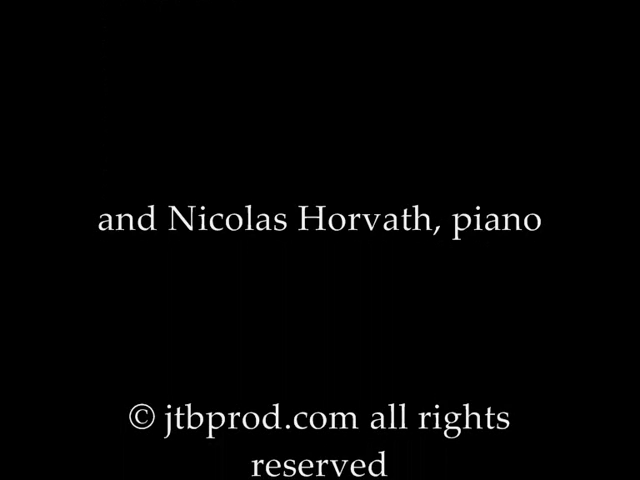 and Nicolas Horvath, piano
© jtbprod.com all rights
reserved